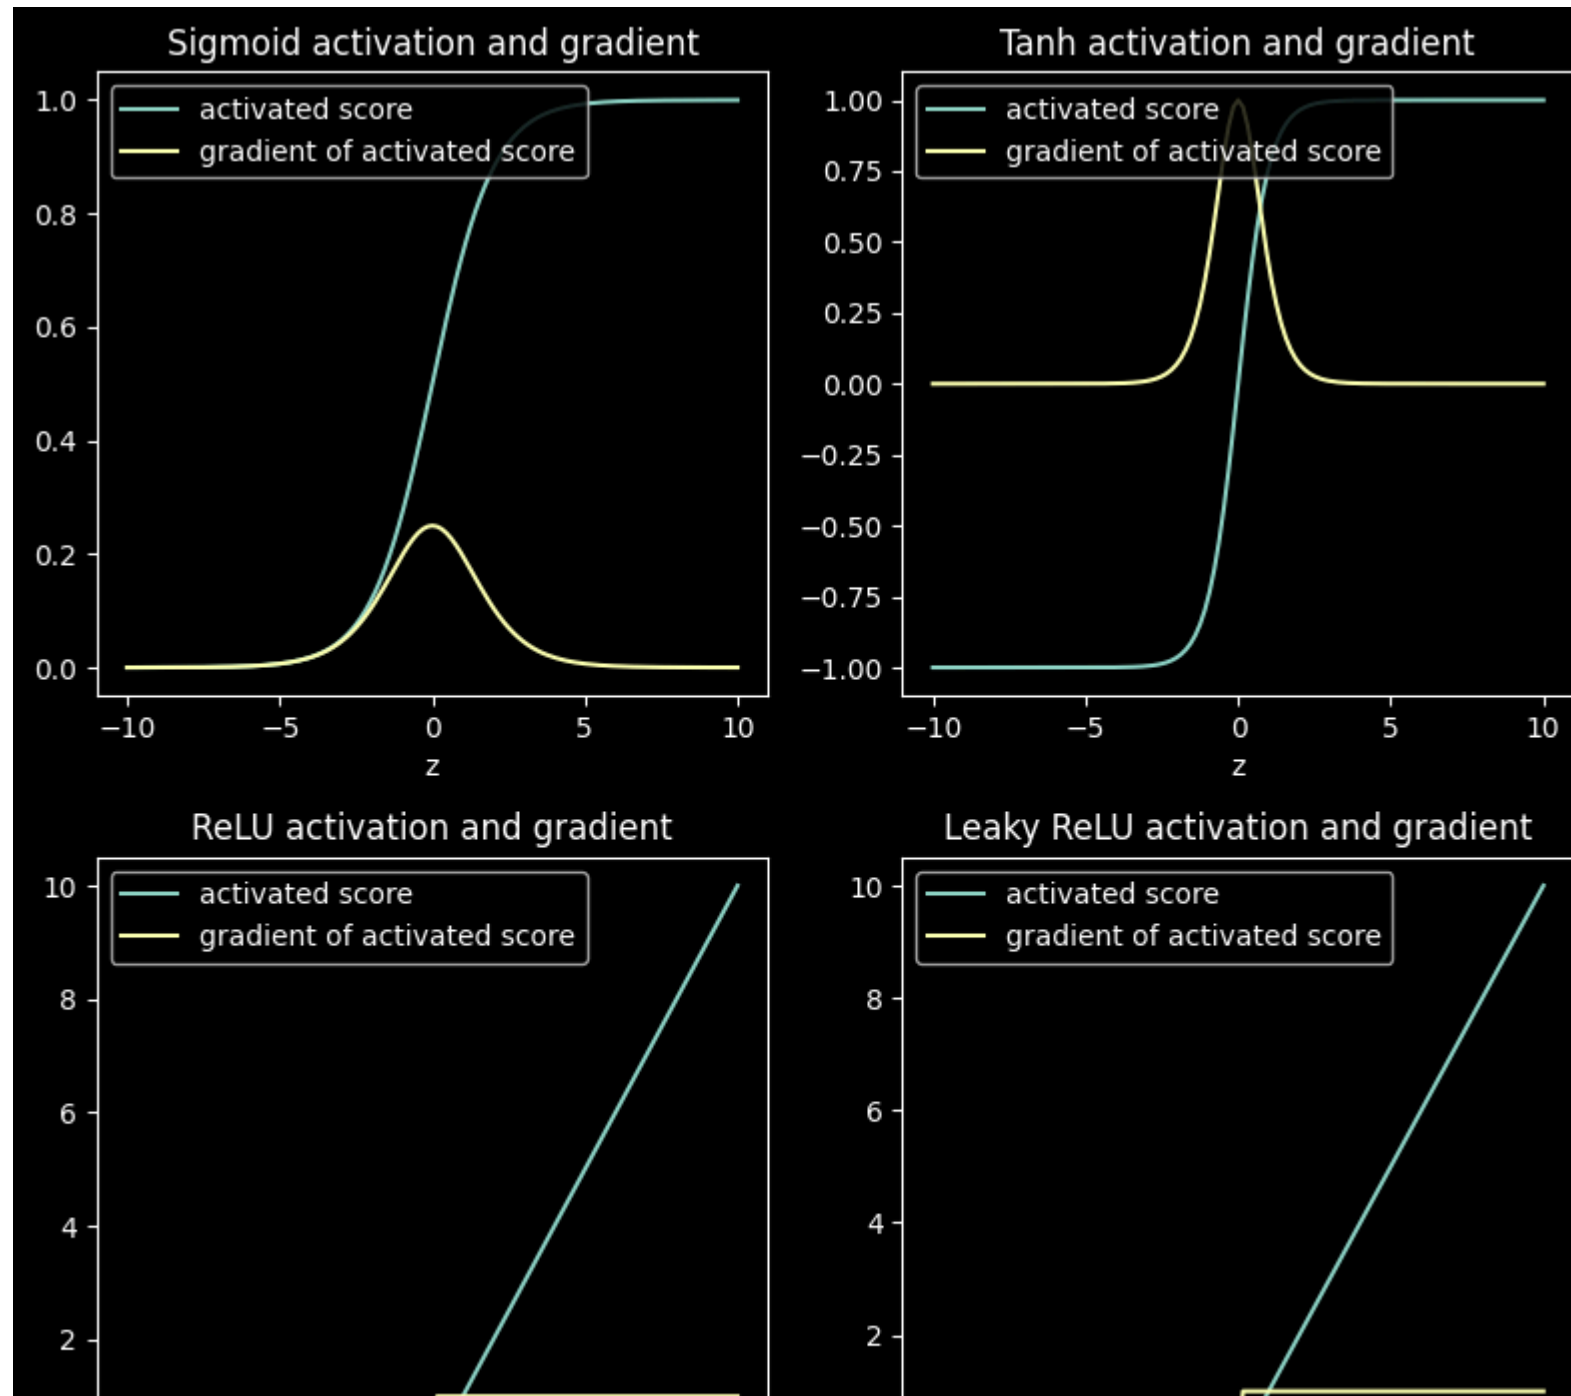 Sigmoid activation and gradient
activated score
gradient of activated score
1.0
0.8
0.6
0.4
0.2
0.0
−10 −5 0 5 10
z
Tanh activation and gradient
activated score
gradient of activated score
1.00
0.75
0.50
0.25
0.00
−0.25
−0.50
−0.75
−1.00
−10 −5 0 5 10
z
ReLU activation and gradient
activated score
gradient of activated score
10
8
6
4
2
Leaky ReLU activation and gradient
activated score
gradient of activated score
10
8
6
4
2